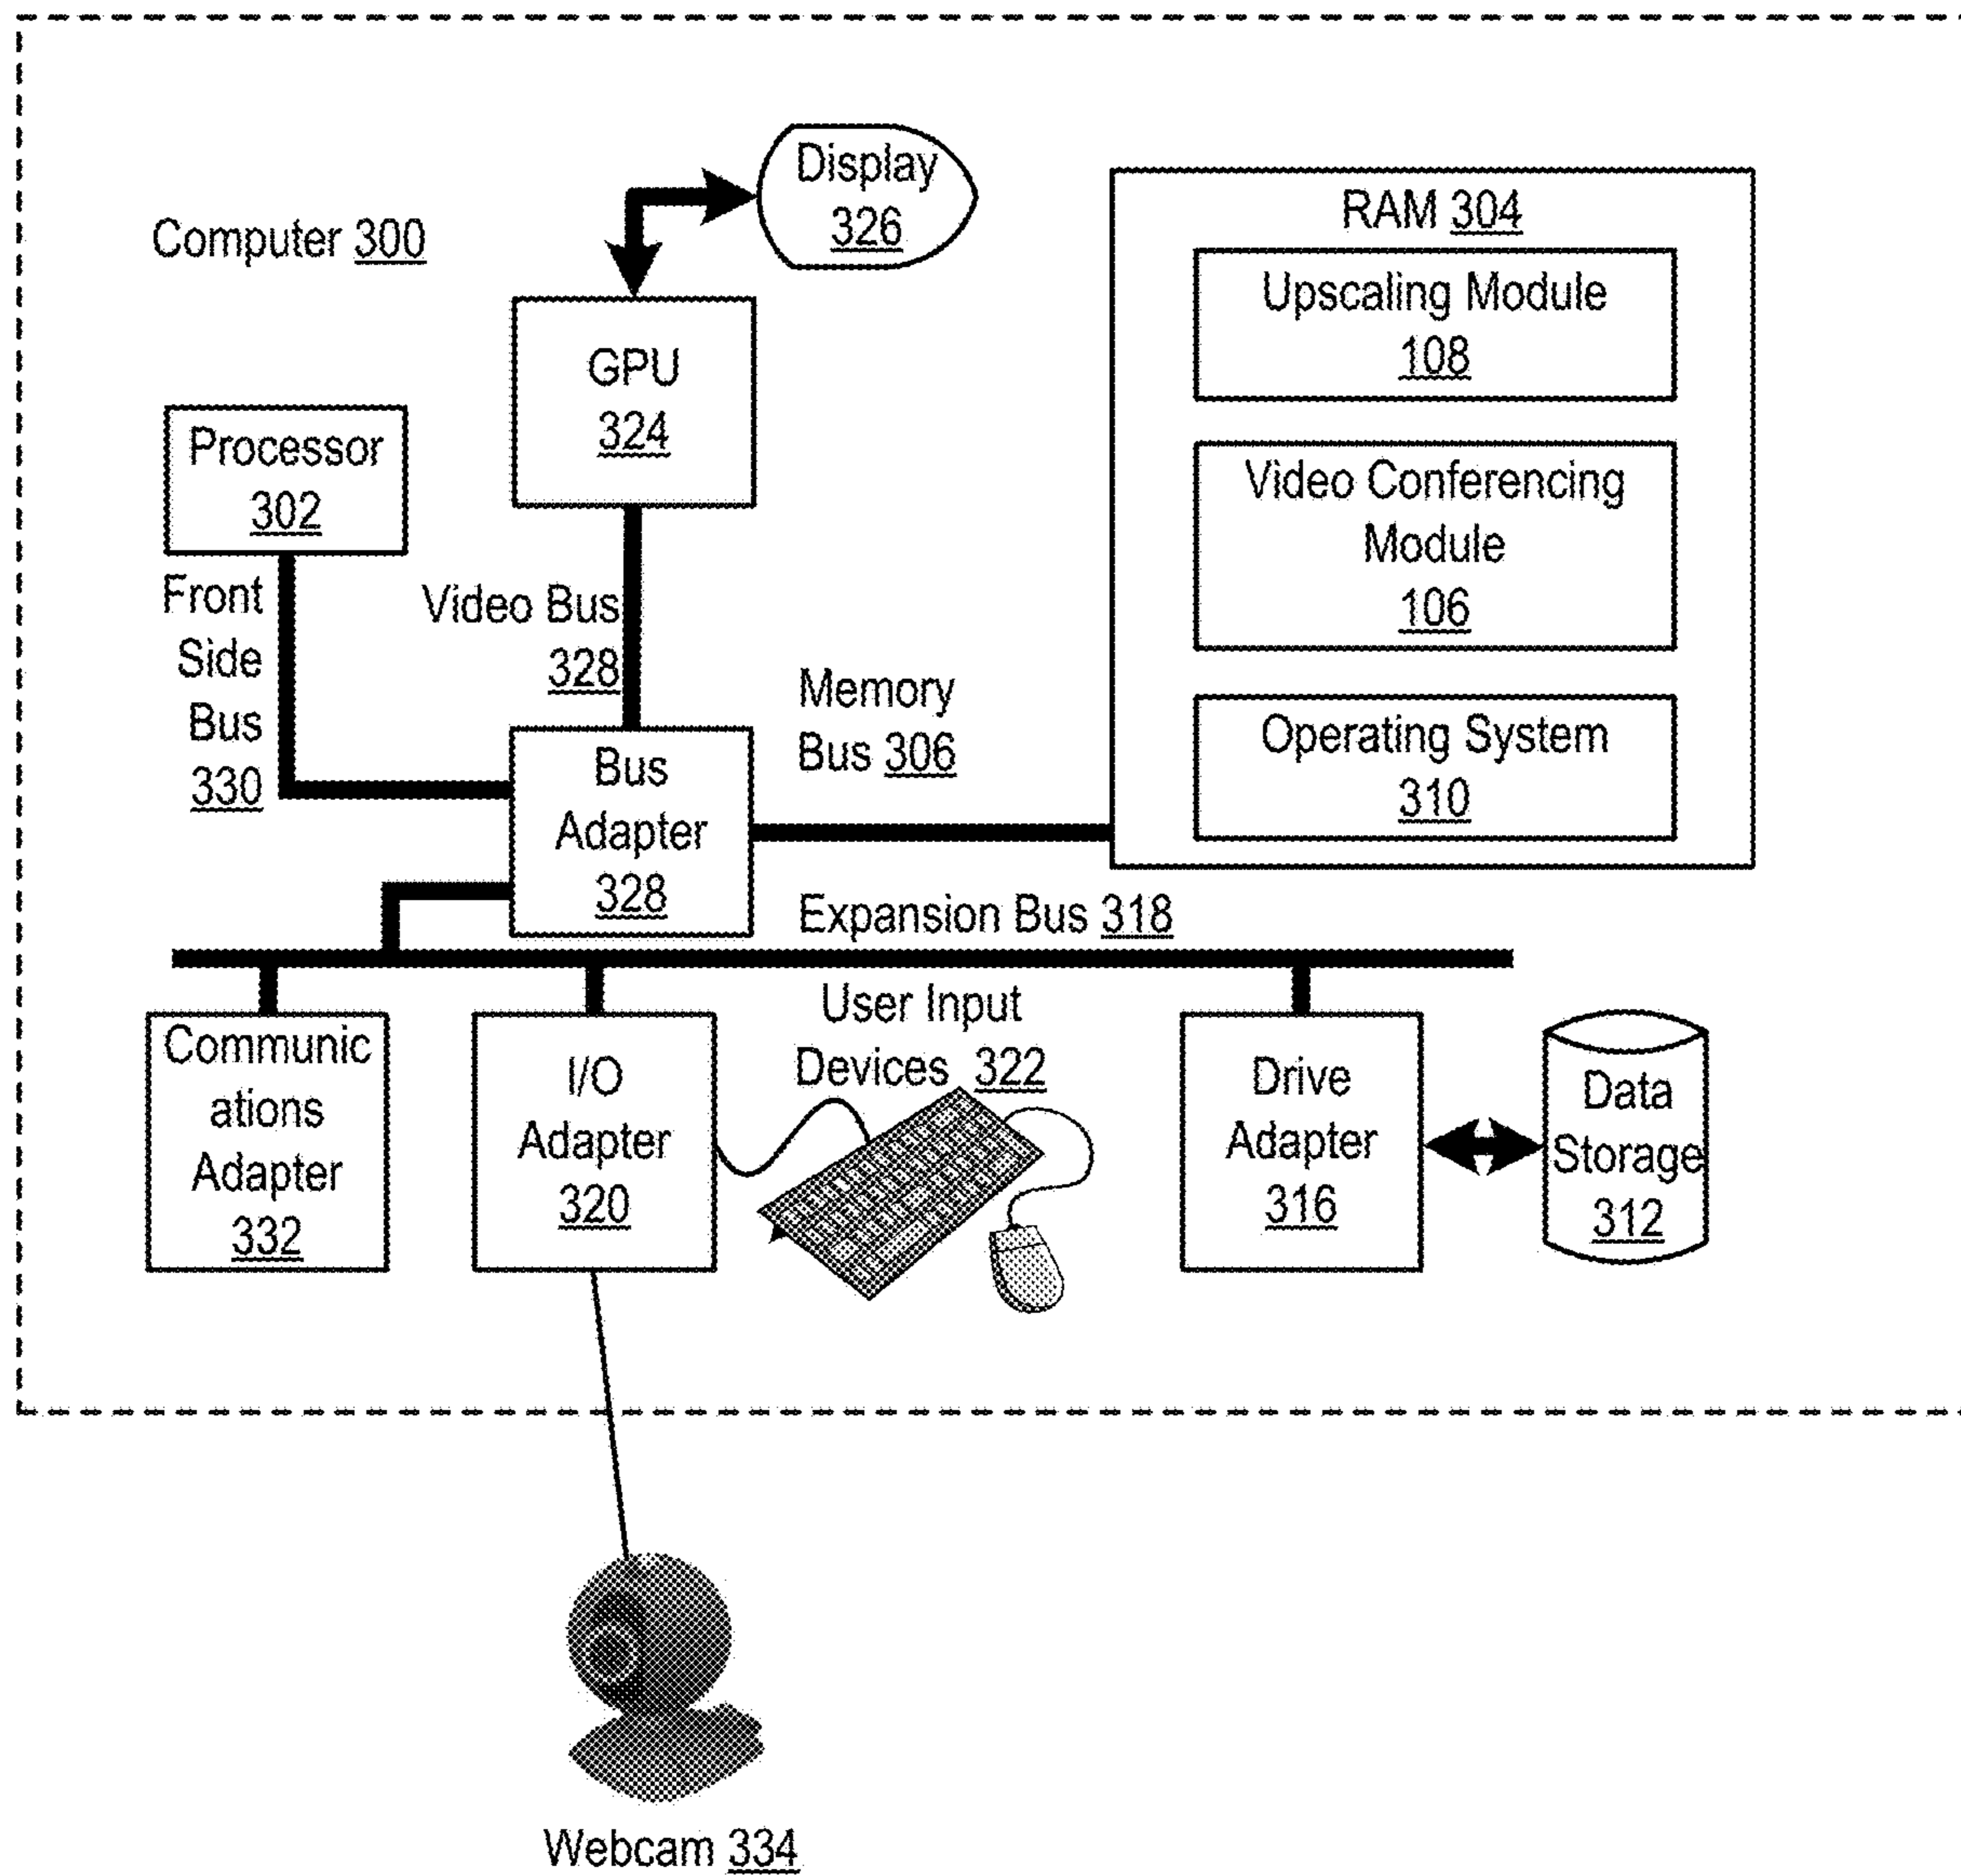 Display
326
Computer 300
RAM 304
Upscaling Module
108
GPU
324
Processor
302
Video Conferencing
Module
106
Front
Side
Bus
330
Video Bus
328
Memory
Bus 306
Operating System
310
Bus
Adapter
328
Expansion Bus 318
Communic
ations
Adapter
332
I/O
Adapter
320
User Input
Devices 322
Drive
Adapter
316
Data
Storage
312
Webcam 334